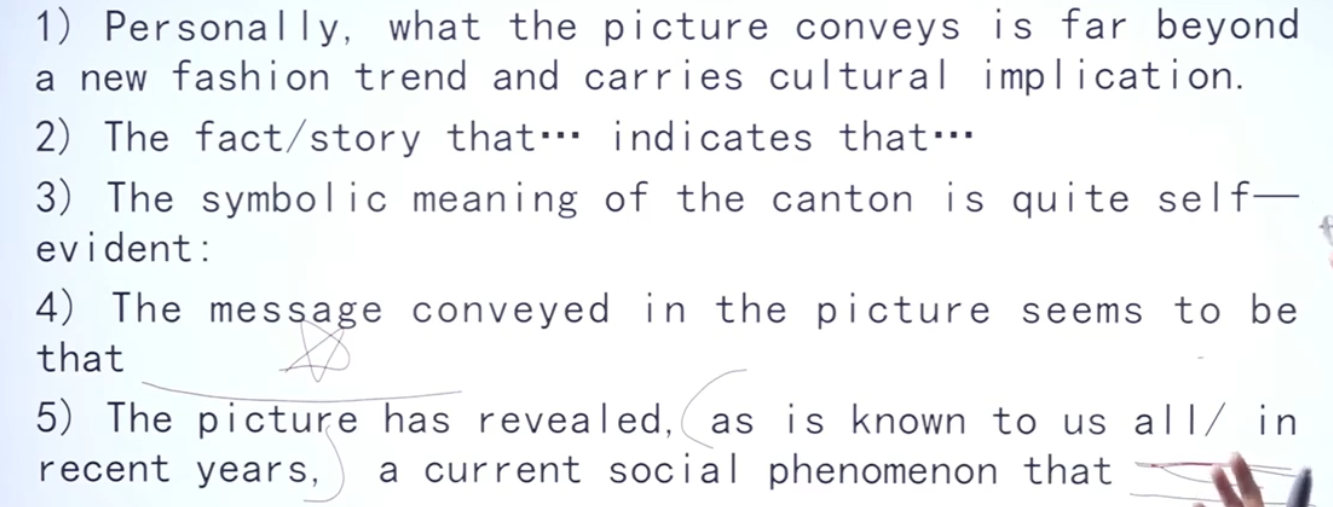 1) Personally, what the picture conveys is far beyond
a new fashion trend and carries cultural implication.
2) The fact/story that… indicates that…
3) The symbolic meaning of the canton is quite self—
evident:
4) The message conveyed in the picture seems to be
that
5) The picture has revealed, as is known to us all/ in
recent years, a current social phenomenon that